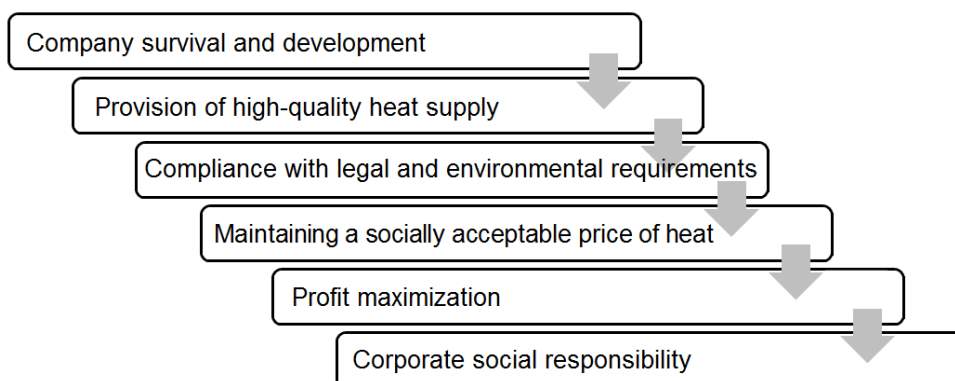 Company survival and development
Provision of high-quality heat supply
Compliance with legal and environmental requirements
Maintaining a socially acceptable price of heat
Profit maximization
Corporate social responsibility